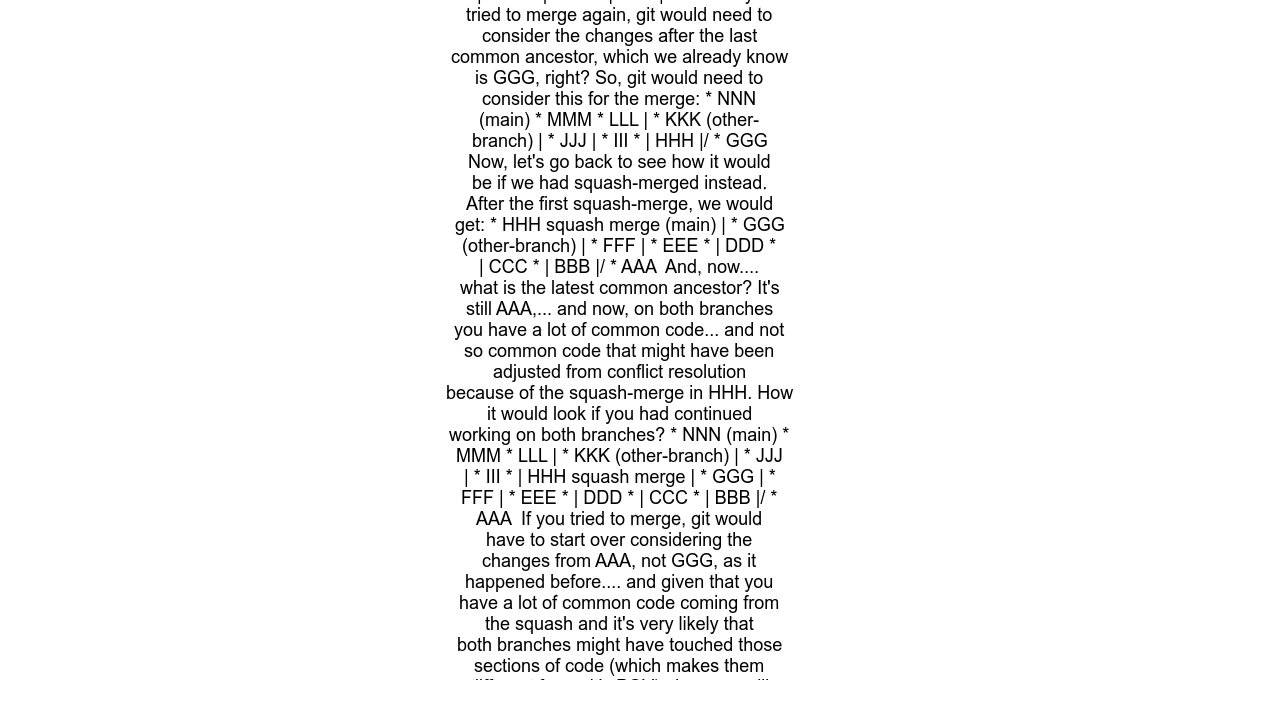 tried to merge again, git would need to
consider the changes after the last
common ancestor, which we already know
is GGG, right? So, git would need to
consider this for the merge: * NNN
(main) * MMM * LLL | * KKK (other-
branch) | * JJJ | * III * | HHH |/ * GGG
Now, let's go back to see how it would
be if we had squash-merged instead.
After the first squash-merge, we would
get: * HHH squash merge (main) | * GGG
(other-branch) | * FFF | * EEE * | DDD *
| CCC * | BBB |/ * AAA  And, now....
what is the latest common ancestor? It's
still AAA,... and now, on both branches
you have a lot of common code... and not
so common code that might have been
adjusted from conflict resolution
because of the squash-merge in HHH. How
it would look if you had continued
working on both branches? * NNN (main) *
MMM * LLL | * KKK (other-branch) | * JJJ
| * III * | HHH squash merge | * GGG | *
FFF | * EEE * | DDD * | CCC * | BBB |/ *
AAA  If you tried to merge, git would
have to start over considering the
changes from AAA, not GGG, as it
happened before.... and given that you
have a lot of common code coming from
the squash and it's very likely that
both branches might have touched those
sections of code (which makes them